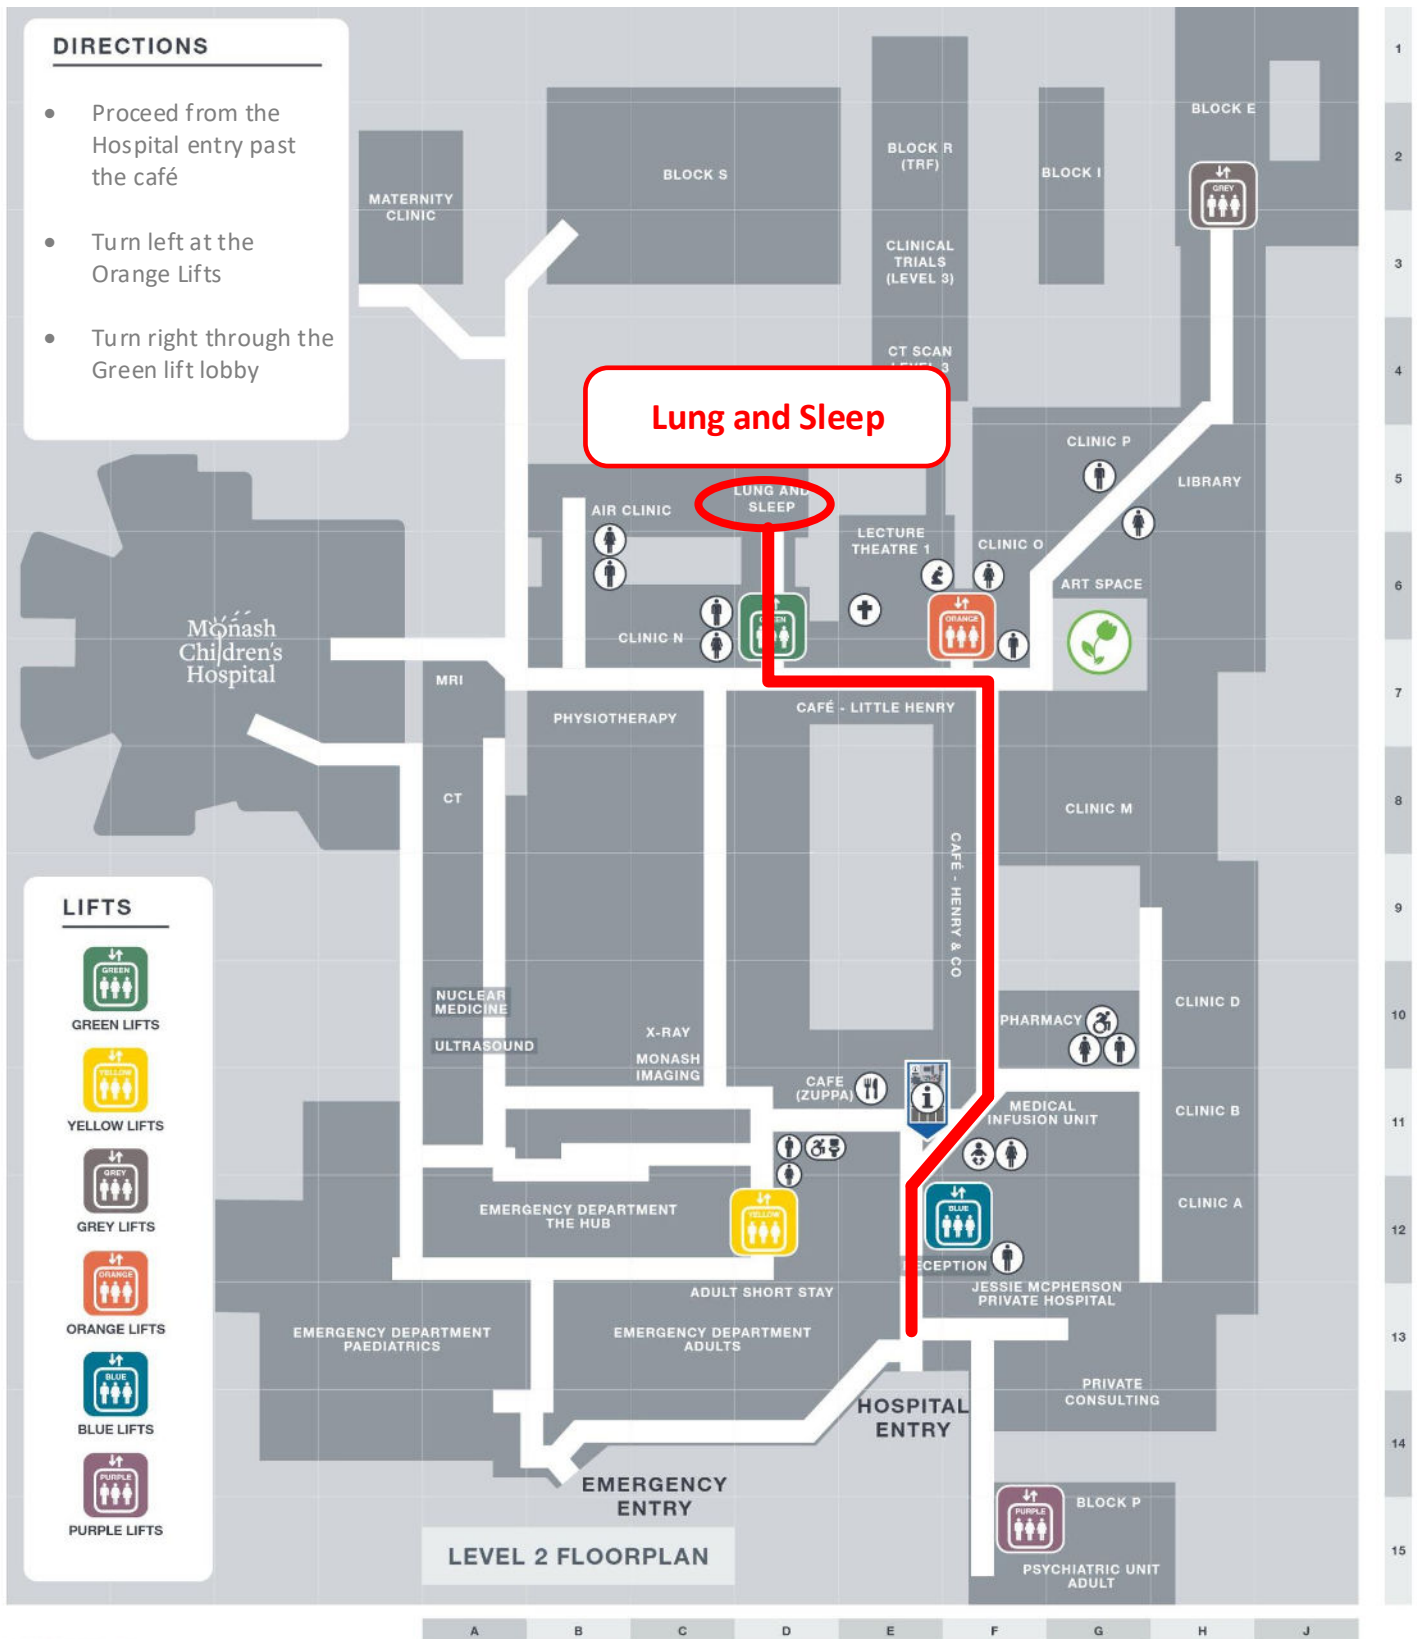 DIRECTIONS
• Proceed from the
Hospital entry past
the café
• Turn left at the
Orange Lifts
• Turn right through the
Green lift lobby
1
BLOCK E
2
BLOCK R
(TRF)
BLOCK S
BLOCK I
GREY
MATERNITY
CLINIC
CLINICAL
TRIALS
(LEVEL 3)
3
CT SCAN
LEVEL 3
4
Lung and Sleep
CLINIC P
LIBRARY
5
LUNG AND
SLEEP
AIR CLINIC
LECTURE
THEATRE 1
CLINIC O
ART SPACE
6
GREEN
ORANGE
Monash
Children's
Hospital
CLINIC N
MRI
7
CAFÉ - LITTLE HENRY
PHYSIOTHERAPY
CT
8
CLINIC M
CAFÉ - HENRY & CO
9
LIFTS
GREEN
GREEN LIFTS
YELLOW
YELLOW LIFTS
GREY
GREY LIFTS
ORANGE
ORANGE LIFTS
BLUE
BLUE LIFTS
PURPLE
PURPLE LIFTS
NUCLEAR
MEDICINE
CLINIC D
10
PHARMACY
X-RAY
ULTRASOUND
MONASH
IMAGING
CAFE
(ZUPPA)
i
MEDICAL
INFUSION UNIT
CLINIC B
11
EMERGENCY DEPARTMENT
THE HUB
YELLOW
BLUE
CLINIC A
12
RECEPTION
ADULT SHORT STAY
JESSIE MCPHERSON
PRIVATE HOSPITAL
EMERGENCY DEPARTMENT
PAEDIATRICS
EMERGENCY DEPARTMENT
ADULTS
13
PRIVATE
CONSULTING
HOSPITAL
ENTRY
14
EMERGENCY
ENTRY
PURPLE
BLOCK P
LEVEL 2 FLOORPLAN
15
PSYCHIATRIC UNIT
ADULT
A B C D E F G H J